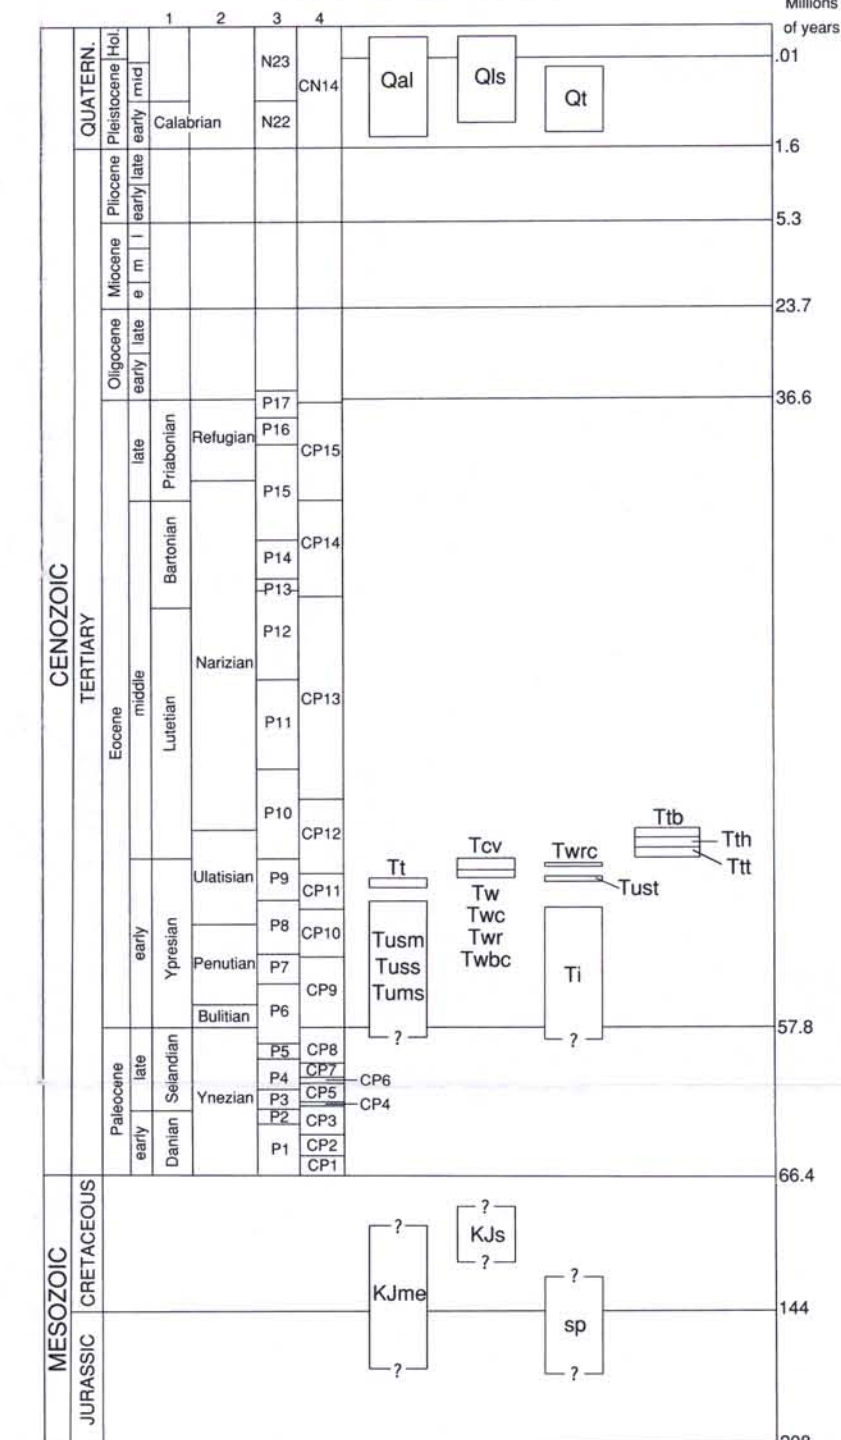 Millions
of years
1 2 3 4
CENOZOIC
QUATERN.
TERTIARY
Hol.
Pleistocene
mid
early
Calabrian
N23
N22
CN14
Qal
Qls
Qt
.01
1.6
Pliocene
late
early
5.3
Miocene
l
m
e
23.7
Oligocene
late
early
36.6
Eocene
late
middle
early
Priabonian
Bartonian
Lutetian
Ypresian
Refugian
Narizian
Ulatisian
Penutian
Bulitian
P17
P16
P15
P14
P13
P12
P11
P10
P9
P8
P7
P6
CP15
CP14
CP13
CP12
CP11
CP10
CP9
Ttb
Tth
Ttt
Tcv
Twrc
Tt
Tust
Tw
Twc
Twr
Twbc
Tusm
Tuss
Tums
?
Ti
?
57.8
Paleocene
late
early
Selandian
Danian
Ynezian
P5
P4
P3
P2
P1
CP8
CP7
CP6
CP5
CP4
CP3
CP2
CP1
66.4
MESOZOIC
CRETACEOUS
JURASSIC
?
KJme
?
?
KJs
?
?
sp
?
144